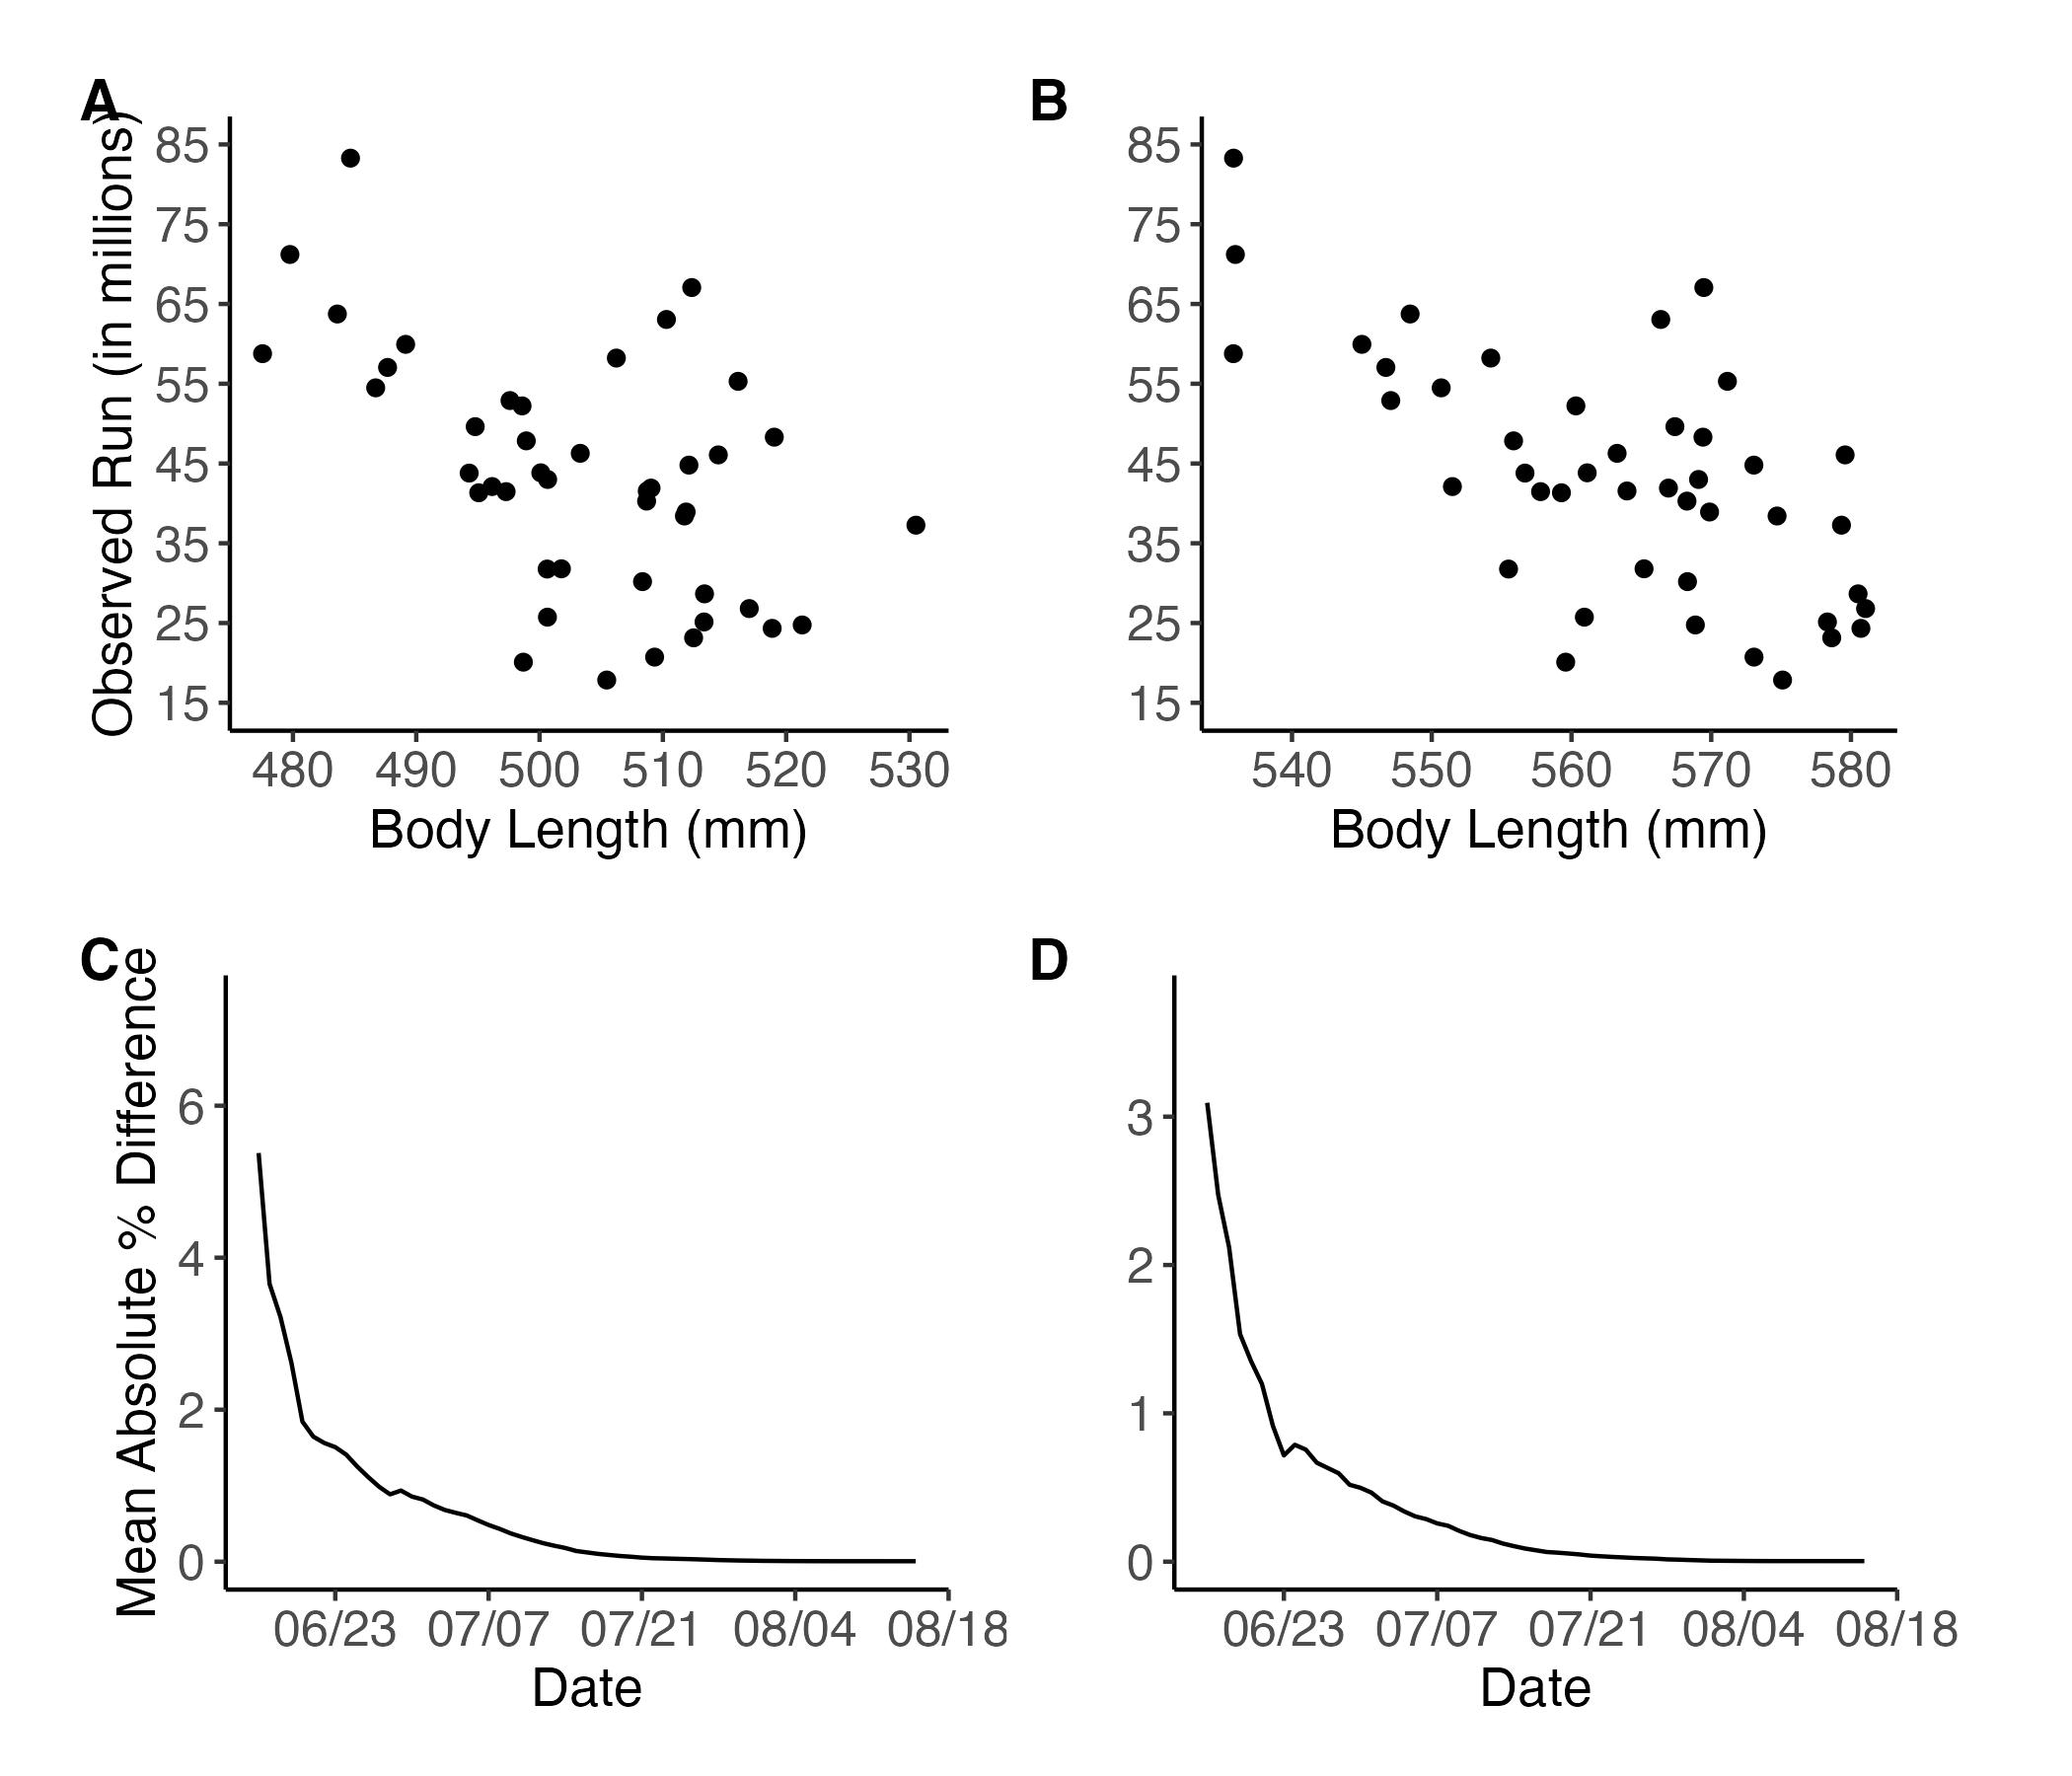 A
Observed Run (in millions)
85
75
65
55
45
35
25
15
480 490 500 510 520 530
Body Length (mm)
B
85
75
65
55
45
35
25
15
540 550 560 570 580
Body Length (mm)
C
Mean Absolute % Difference
6
4
2
0
06/23 07/07 07/21 08/04 08/18
Date
D
3
2
1
0
06/23 07/07 07/21 08/04 08/18
Date